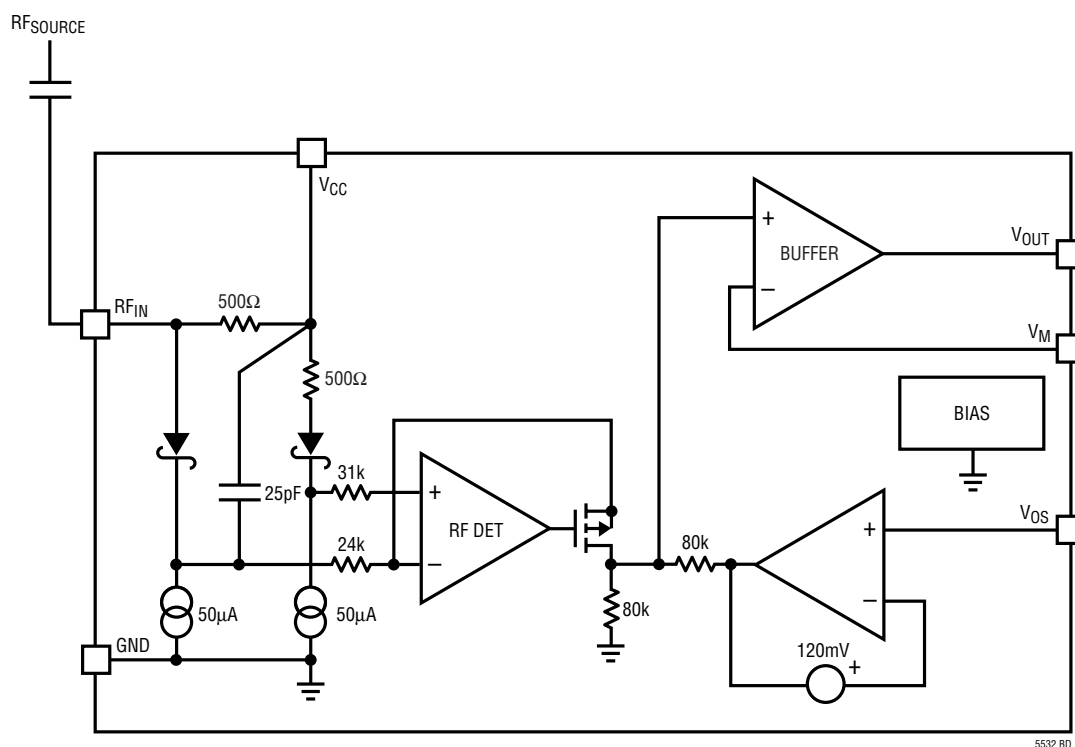 RFSOURCE
VCC
RFIN
500Ω
500Ω
25pF
31k
24k
+
−
RF DET
50µA
50µA
GND
80k
80k
+
−
BUFFER
VOUT
VM
BIAS
VOS
+
−
120mV
+
5532 BD